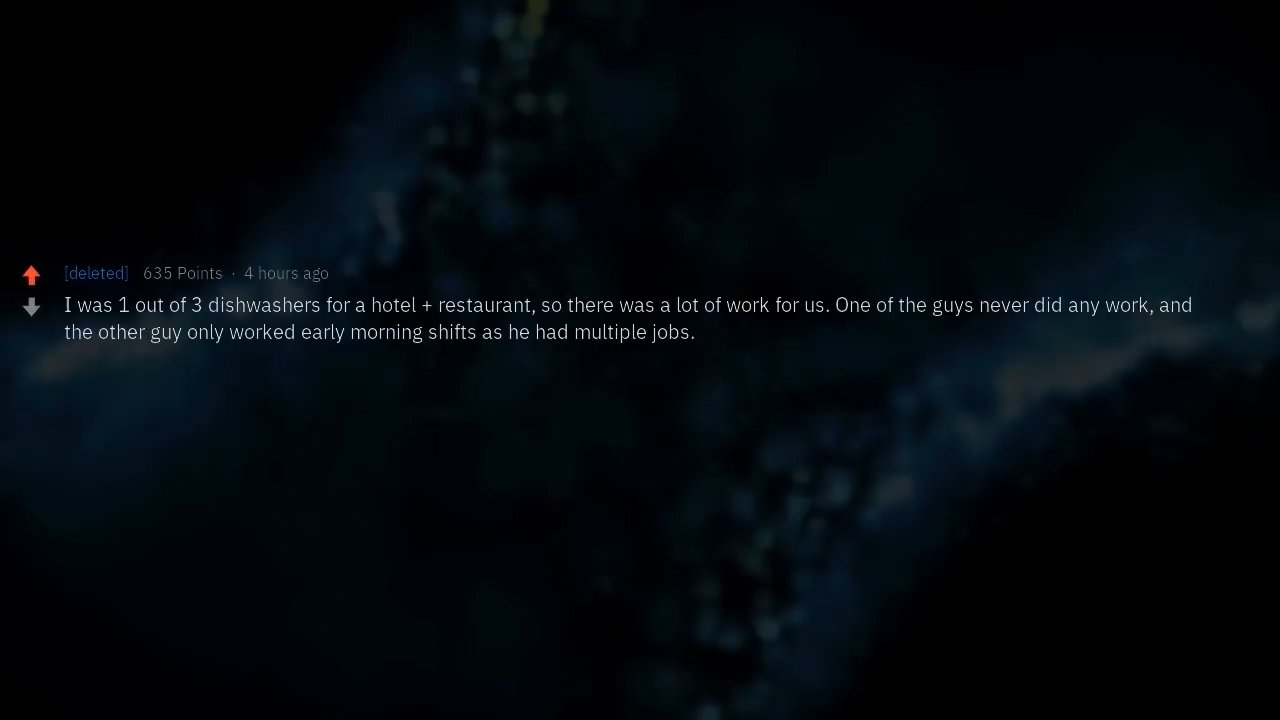 [deleted] 635 Points · 4 hours ago
I was 1 out of 3 dishwashers for a hotel + restaurant, so there was a lot of work for us. One of the guys never did any work, and
the other guy only worked early morning shifts as he had multiple jobs.